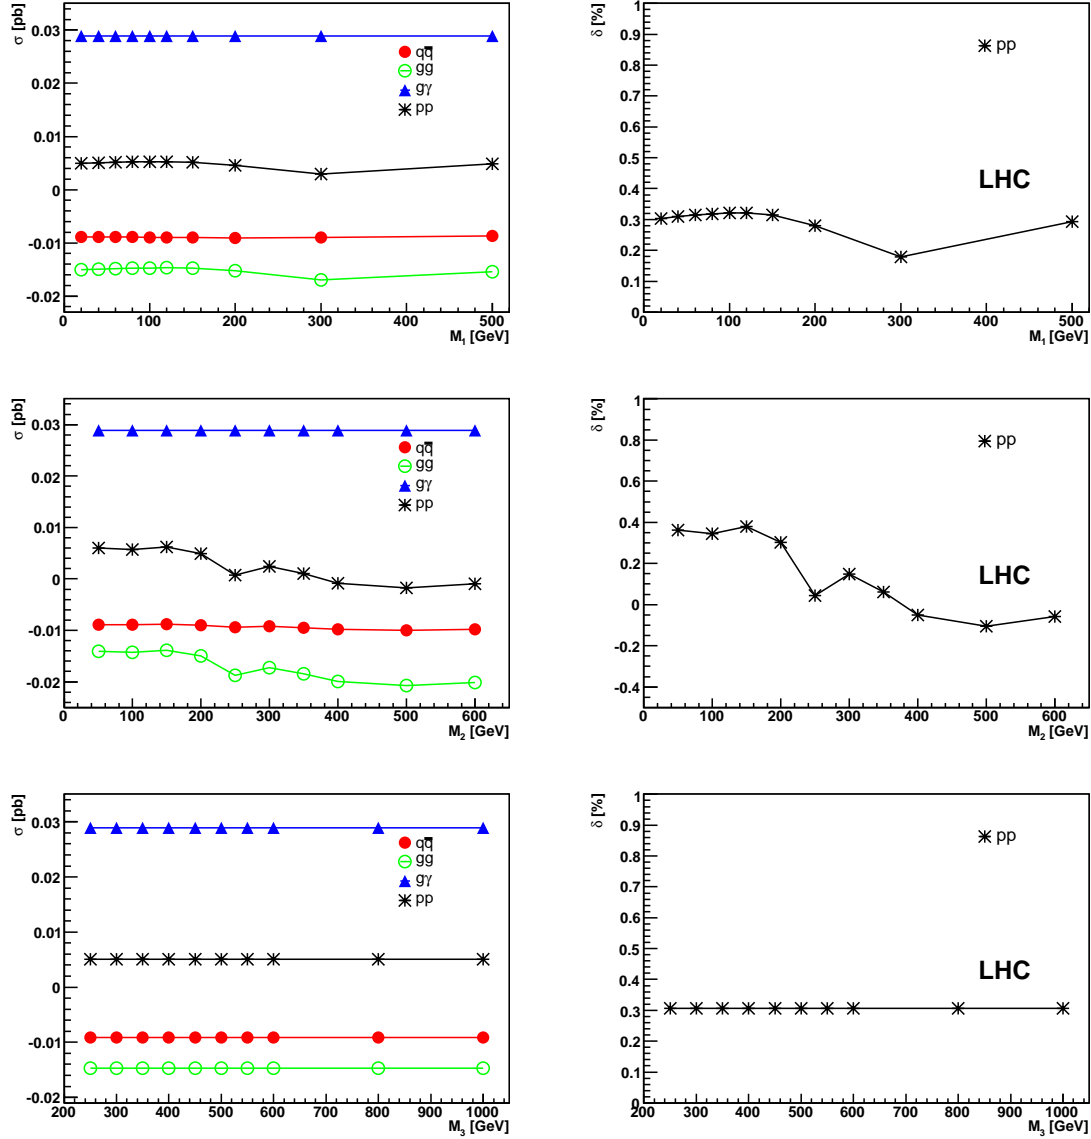 σ [pb]
0.03
0.02
0.01
0
-0.01
-0.02
qq̅
gg
gγ
pp
0 100 200 300 400 500
M₁ [GeV]
δ [%]
1
0.9
0.8
0.7
0.6
0.5
0.4
0.3
0.2
0.1
0
pp
LHC
0 100 200 300 400 500
M₁ [GeV]
σ [pb]
0.03
0.02
0.01
0
-0.01
-0.02
qq̅
gg
gγ
pp
0 100 200 300 400 500 600
M₂ [GeV]
δ [%]
1
0.8
0.6
0.4
0.2
0
-0.2
-0.4
pp
LHC
0 100 200 300 400 500 600
M₂ [GeV]
σ [pb]
0.03
0.02
0.01
0
-0.01
-0.02
qq̅
gg
gγ
pp
200 300 400 500 600 700 800 900 1000
M₃ [GeV]
δ [%]
1
0.9
0.8
0.7
0.6
0.5
0.4
0.3
0.2
0.1
0
pp
LHC
200 300 400 500 600 700 800 900 1000
M₃ [GeV]